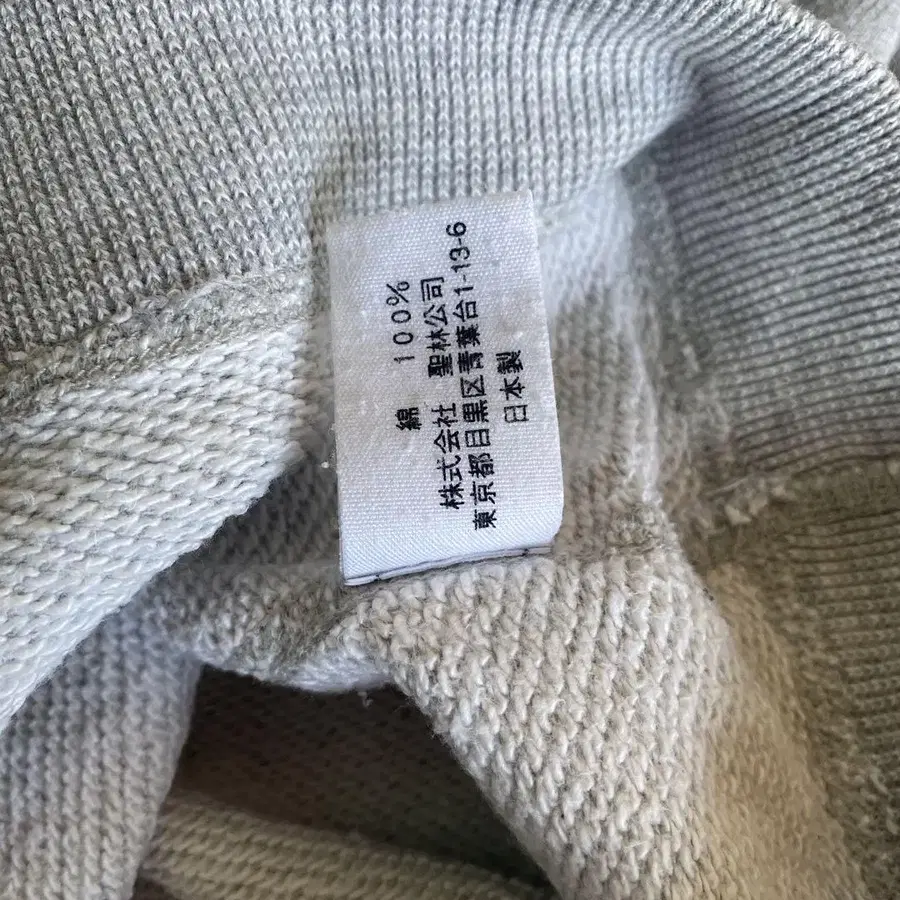 綿 100%
株式会社 聖林公司
東京都目黒区青葉台1-13-6
日本製